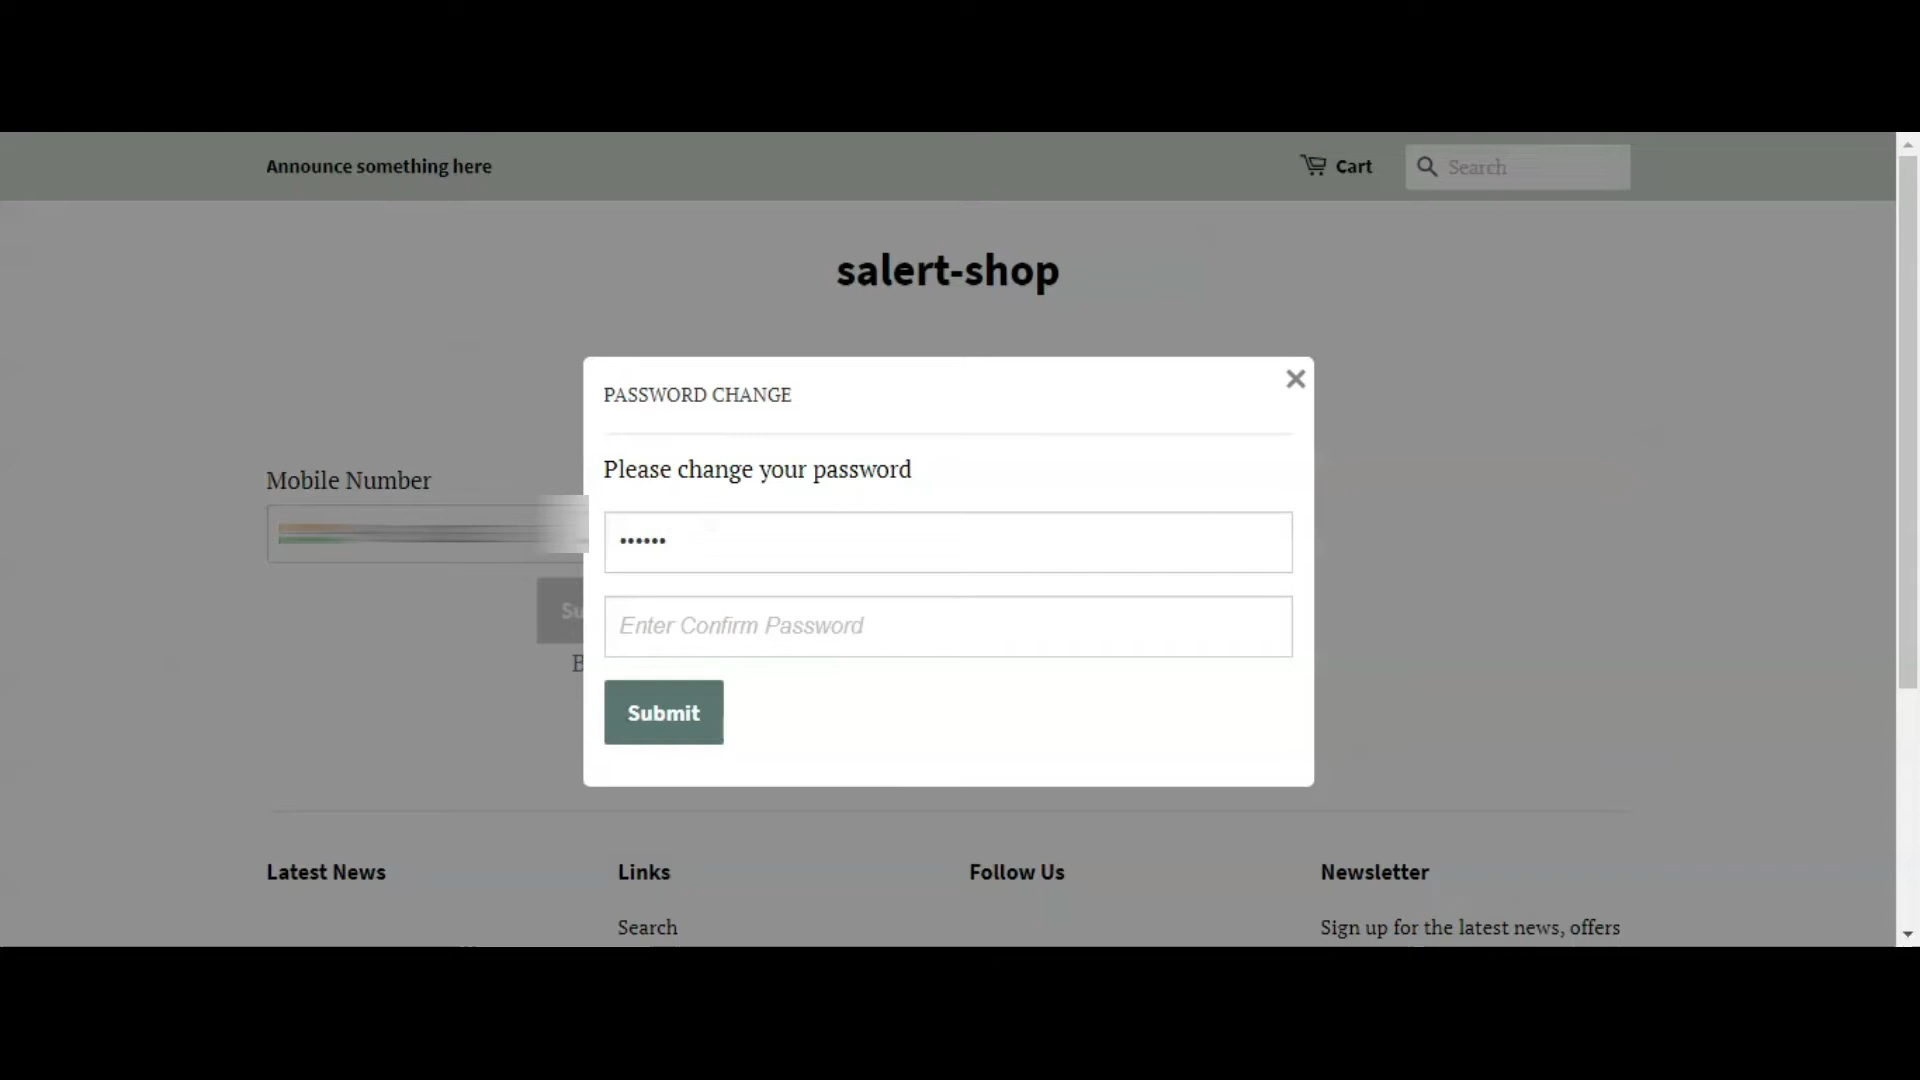 Announce something here
Cart
Search
salert-shop
PASSWORD CHANGE
Please change your password
Mobile Number
••••••
Enter Confirm Password
Submit
Latest News
Links
Follow Us
Newsletter
Search
Sign up for the latest news, offers